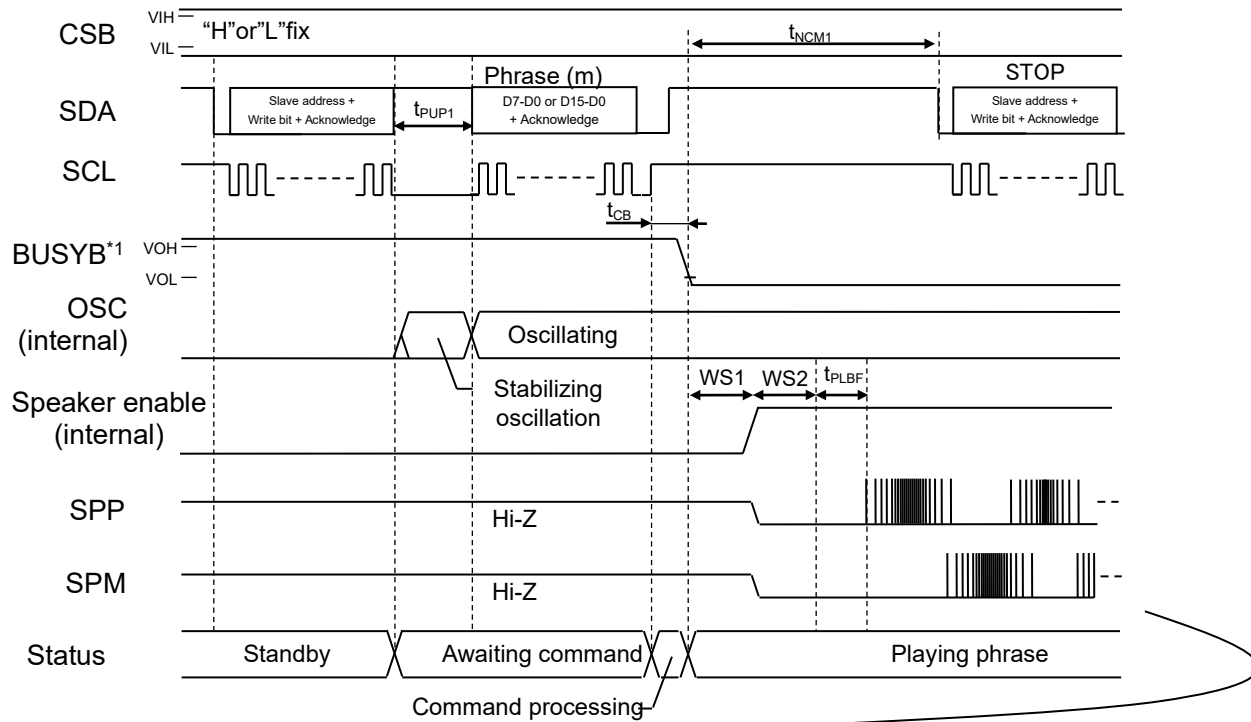 CSB
VIH
VIL
“H”or”L”fix
tNCM1
SDA
Slave address +
Write bit + Acknowledge
tPUP1
Phrase (m)
D7-D0 or D15-D0
+ Acknowledge
STOP
Slave address +
Write bit + Acknowledge
SCL
tCB
BUSYB*1
VOH
VOL
OSC
(internal)
Oscillating
Stabilizing
oscillation
Speaker enable
(internal)
WS1
WS2
tPLBF
SPP
Hi-Z
SPM
Hi-Z
Status
Standby
Awaiting command
Playing phrase
Command processing